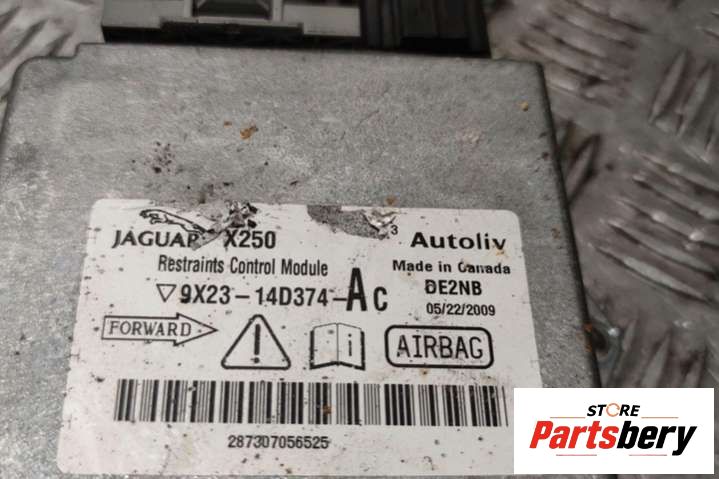 JAGUAR X250
3
Autoliv
Restraints Control Module
Made in Canada
▽9X23-14D374-AC
DE2NB
05/22/2009
FORWARD
i
AIRBAG
287307056525
STORE
Partsbery